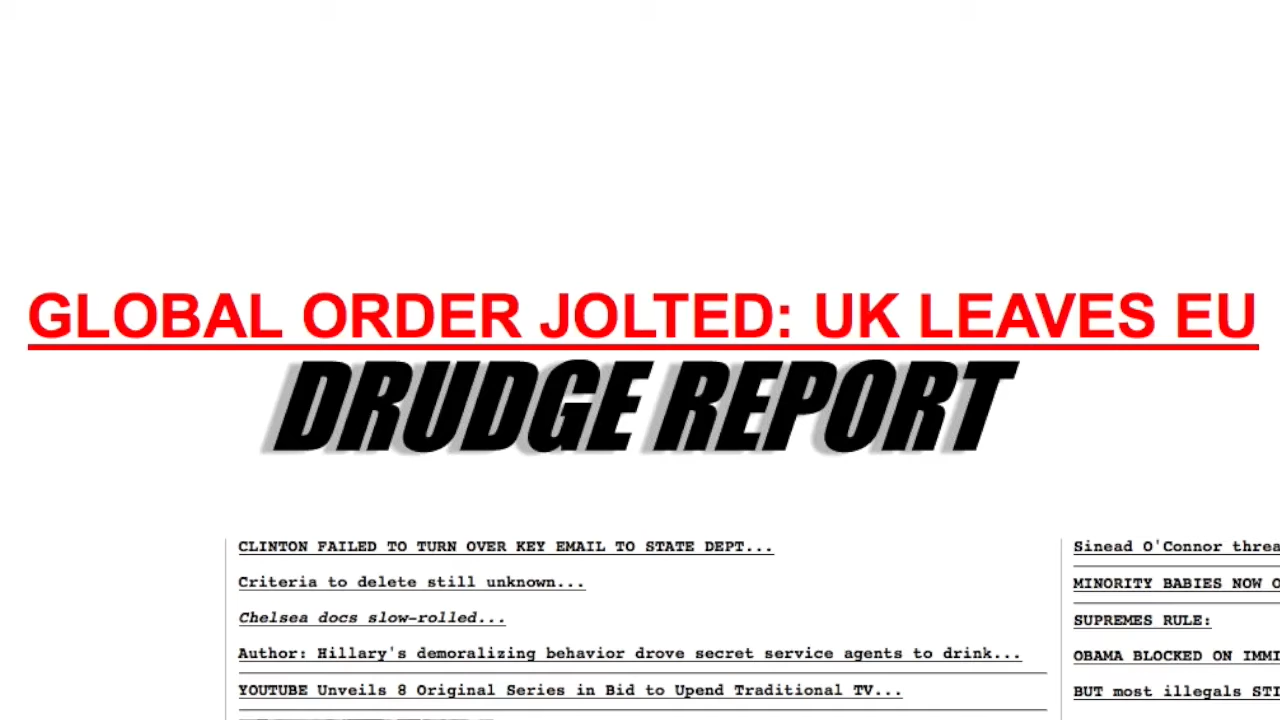 GLOBAL ORDER JOLTED: UK LEAVES EU
DRUDGE REPORT
CLINTON FAILED TO TURN OVER KEY EMAIL TO STATE DEPT...
Criteria to delete still unknown...
Chelsea docs slow-rolled...
Author: Hillary's demoralizing behavior drove secret service agents to drink...
YOUTUBE Unveils 8 Original Series in Bid to Upend Traditional TV...
Sinead O'Connor
MINORITY BABIES NOW
SUPREMES RULE:
OBAMA BLOCKED ON
BUT most illegals